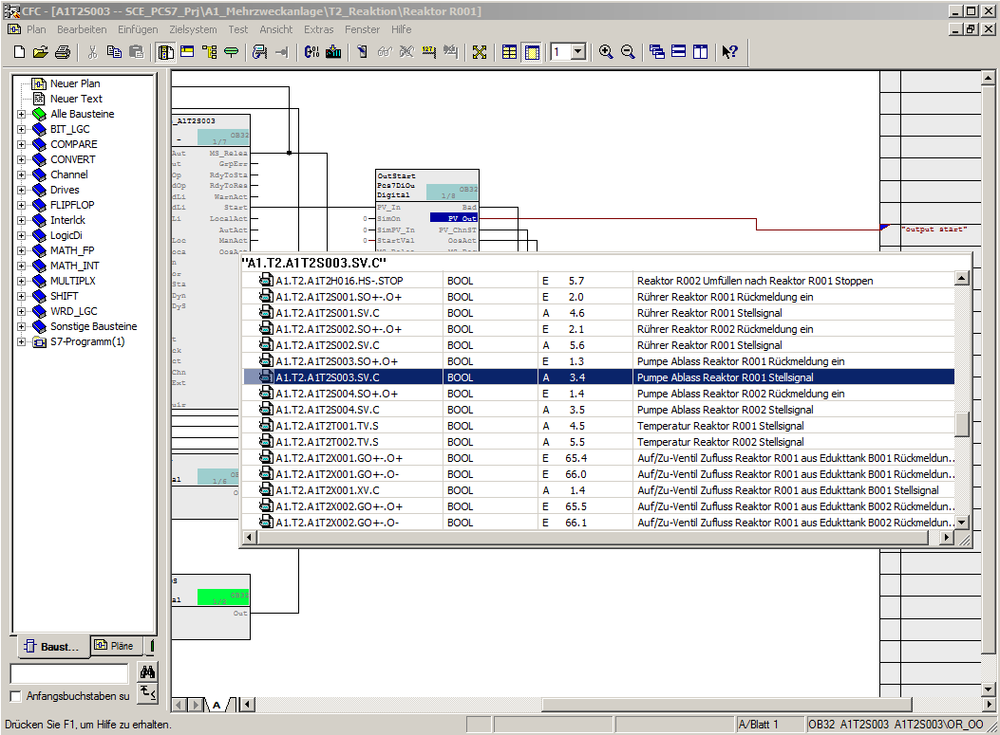 CFC - [A1T2S003 -- SCE_PCS7_Prj\A1_Mehrzweckanlage\T2_Reaktion\Reaktor R001]
Plan Bearbeiten Einfügen Zielsystem Test Ansicht Extras Fenster Hilfe
1
Neuer Plan
Neuer Text
Alle Bausteine
BIT_LGC
COMPARE
CONVERT
Channel
Drives
FLIPFLOP
Interlck
LogicDi
MATH_FP
MATH_INT
MULTIPLX
SHIFT
WRD_LGC
Sonstige Bausteine
S7-Programm(1)
Baust...
Pläne
Anfangsbuchstaben su
_A1T2S003
- OB32
1/7
Aut MS_Relea
ut GrpErr
Op RdyToSta
dOp RdyToRes
dLi WarnAct
dLi Start
Li LocalAct
AutAct
Loc ManAct
oca OosAct
n
or
Sta
Dyn
DyS
t
ck
ct
Chn
Ext
uir
OutStart
Pcs7DiOu OB32
Digital 1/8
PV_In Bad
0 SimOn PV_Out
0 SimPV_In PV_ChnST
0 StartVal OosAct
"Output start"
"A1.T2.A1T2S003.SV.C"
A1.T2.A1T2H016.HS-.STOP BOOL E 5.7 Reaktor R002 Umfüllen nach Reaktor R001 Stoppen
A1.T2.A1T2S001.SO+-.O+ BOOL E 2.0 Rührer Reaktor R001 Rückmeldung ein
A1.T2.A1T2S001.SV.C BOOL A 4.6 Rührer Reaktor R001 Stellsignal
A1.T2.A1T2S002.SO+-.O+ BOOL E 2.1 Rührer Reaktor R002 Rückmeldung ein
A1.T2.A1T2S002.SV.C BOOL A 5.6 Rührer Reaktor R001 Stellsignal
A1.T2.A1T2S003.SO+.O+ BOOL E 1.3 Pumpe Ablass Reaktor R001 Rückmeldung ein
A1.T2.A1T2S003.SV.C BOOL A 3.4 Pumpe Ablass Reaktor R001 Stellsignal
A1.T2.A1T2S004.SO+.O+ BOOL E 1.4 Pumpe Ablass Reaktor R002 Rückmeldung ein
A1.T2.A1T2S004.SV.C BOOL A 3.5 Pumpe Ablass Reaktor R002 Stellsignal
A1.T2.A1T2T001.TV.S BOOL A 4.5 Temperatur Reaktor R001 Stellsignal
A1.T2.A1T2T002.TV.S BOOL A 5.5 Temperatur Reaktor R002 Stellsignal
A1.T2.A1T2X001.GO+-.O+ BOOL E 65.4 Auf/Zu-Ventil Zufluss Reaktor R001 aus Edukttank B001 Rückmeldun..
A1.T2.A1T2X001.GO+-.O- BOOL E 66.0 Auf/Zu-Ventil Zufluss Reaktor R001 aus Edukttank B001 Rückmeldun..
A1.T2.A1T2X001.XV.C BOOL A 1.4 Auf/Zu-Ventil Zufluss Reaktor R001 aus Edukttank B001 Stellsignal
A1.T2.A1T2X002.GO+-.O+ BOOL E 65.5 Auf/Zu-Ventil Zufluss Reaktor R001 aus Edukttank B002 Rückmeldun..
A1.T2.A1T2X002.GO+-.O- BOOL E 66.1 Auf/Zu-Ventil Zufluss Reaktor R001 aus Edukttank B002 Rückmeldun..
al 1/6
OB32
al 1/2
Out
A
Drücken Sie F1, um Hilfe zu erhalten.
A/Blatt 1
OB32 A1T2S003 A1T2S003\OR_OO